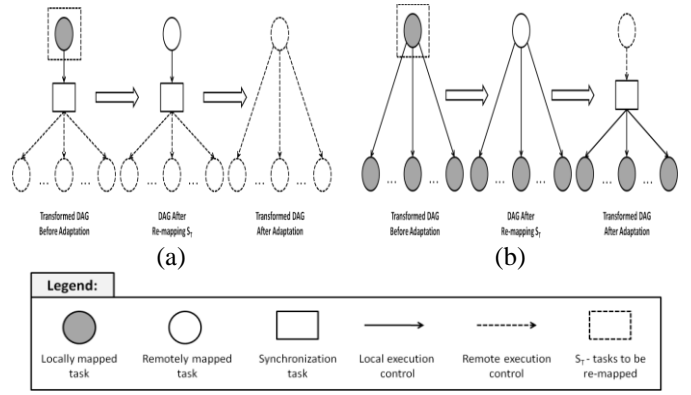 ... ... ... ... ... ...
... ... ... ... ... ...
Transformed DAG
Before Adaptation
DAG After
Re-mapping S_T
Transformed DAG
After Adaptation
Transformed DAG
Before Adaptation
DAG After
Re-mapping S_T
Transformed DAG
After Adaptation
(a)
(b)
Legend:
Locally mapped
task
Remotely mapped
task
Synchronization
task
Local execution
control
Remote execution
control
S_T - tasks to be
re-mapped